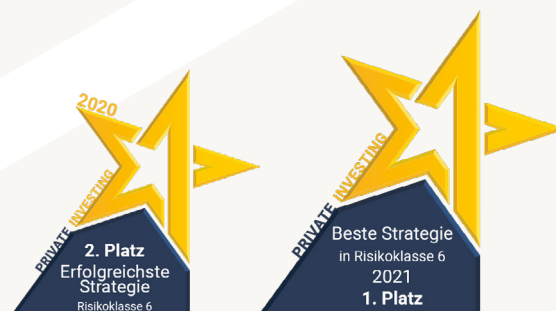 2020
PRIVATE INVESTING
2. Platz
Erfolgreichste
Strategie
Risikoklasse 6
PRIVATE INVESTING
Beste Strategie
in Risikoklasse 6
2021
1. Platz